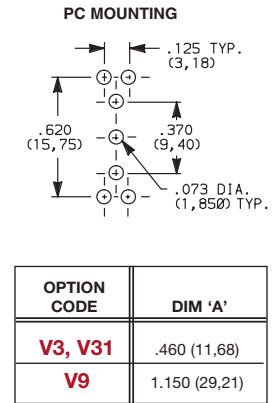 PC MOUNTING
.125 TYP.
(3,18)
.620
(15,75)
.370
(9,40)
.073 DIA.
(1,850) TYP.
OPTION CODE
DIM ‘A’
V3, V31
.460 (11,68)
V9
1.150 (29,21)